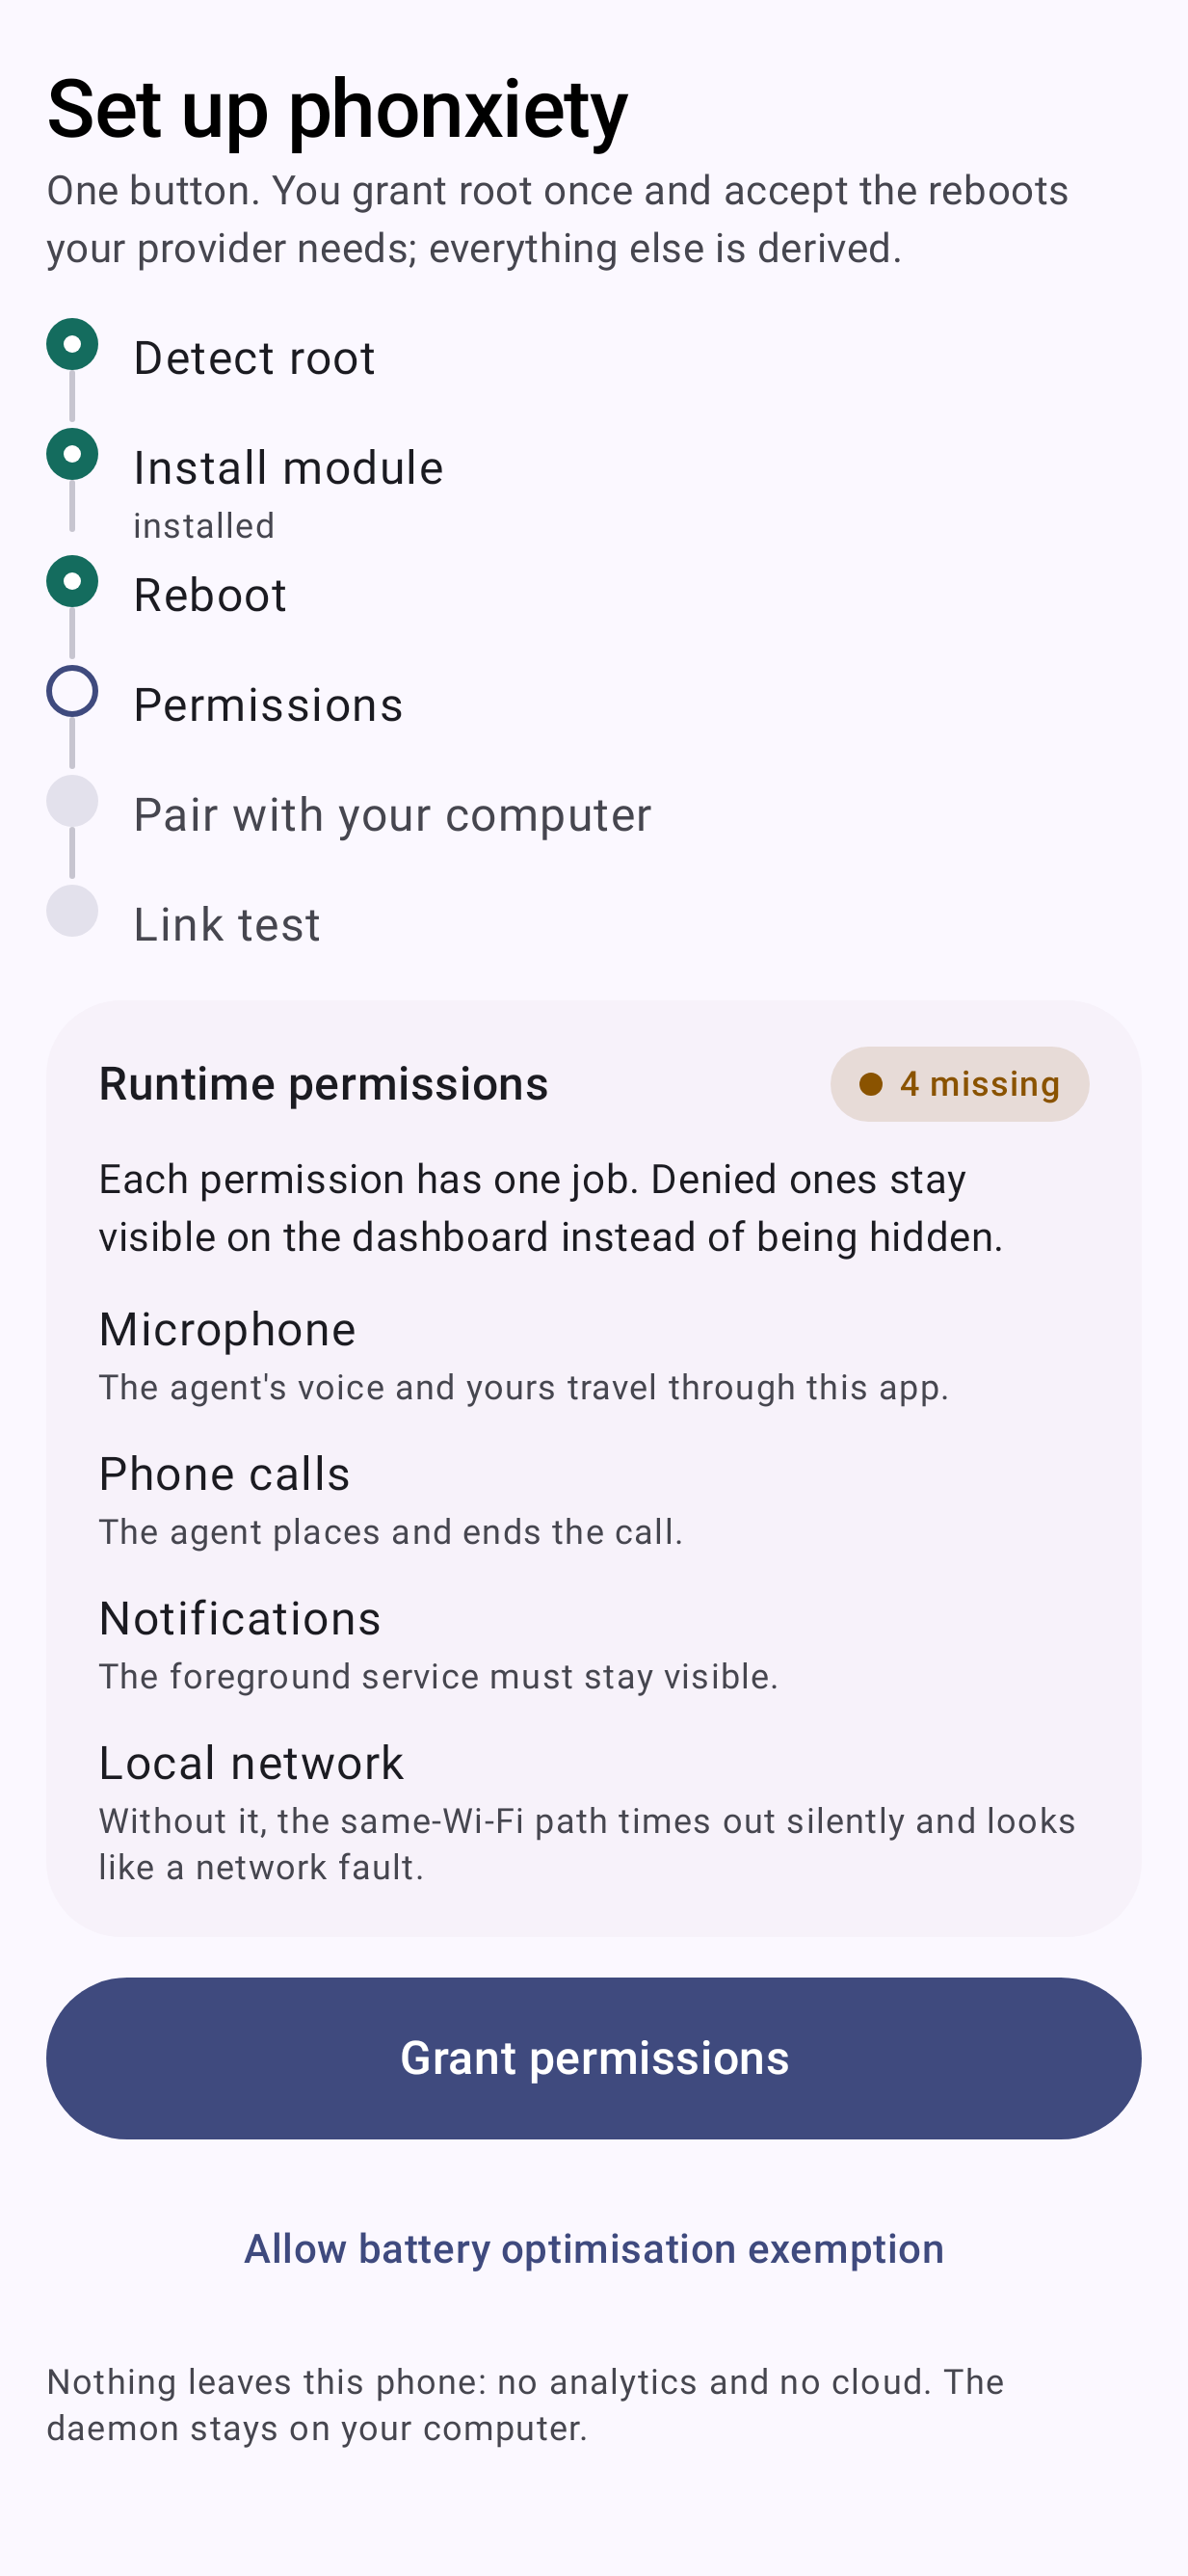 Set up phonxiety
One button. You grant root once and accept the reboots
your provider needs; everything else is derived.
Detect root
Install module
installed
Reboot
Permissions
Pair with your computer
Link test
Runtime permissions
4 missing
Each permission has one job. Denied ones stay
visible on the dashboard instead of being hidden.
Microphone
The agent's voice and yours travel through this app.
Phone calls
The agent places and ends the call.
Notifications
The foreground service must stay visible.
Local network
Without it, the same-Wi-Fi path times out silently and looks
like a network fault.
Grant permissions
Allow battery optimisation exemption
Nothing leaves this phone: no analytics and no cloud. The
daemon stays on your computer.